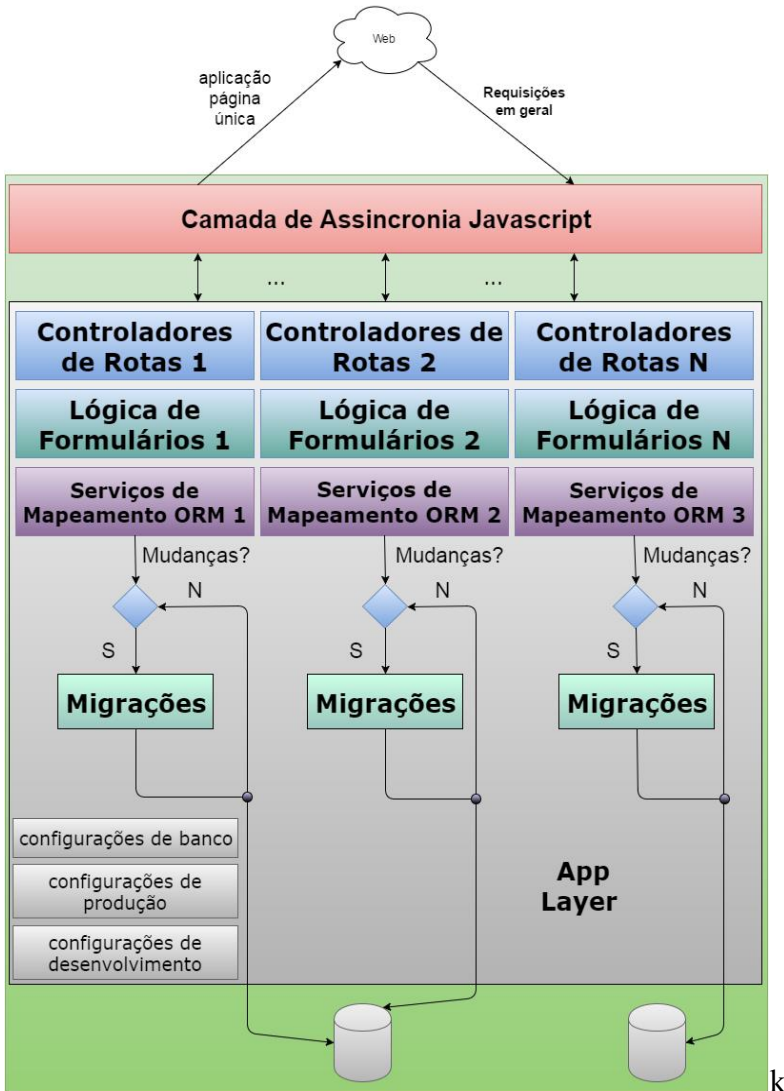 Web
aplicação
página
única
Requisições
em geral
Camada de Assincronia Javascript
...
...
Controladores
de Rotas 1
Controladores de
Rotas 2
Controladores
de Rotas N
Lógica de
Formulários 1
Lógica de
Formulários 2
Lógica de
Formulários N
Serviços de
Mapeamento ORM 1
Serviços de
Mapeamento ORM 2
Serviços de
Mapeamento ORM 3
Mudanças?
Mudanças?
Mudanças?
N
N
N
S
S
S
Migrações
Migrações
Migrações
configurações de banco
configurações de
produção
configurações de
desenvolvimento
App
Layer
k